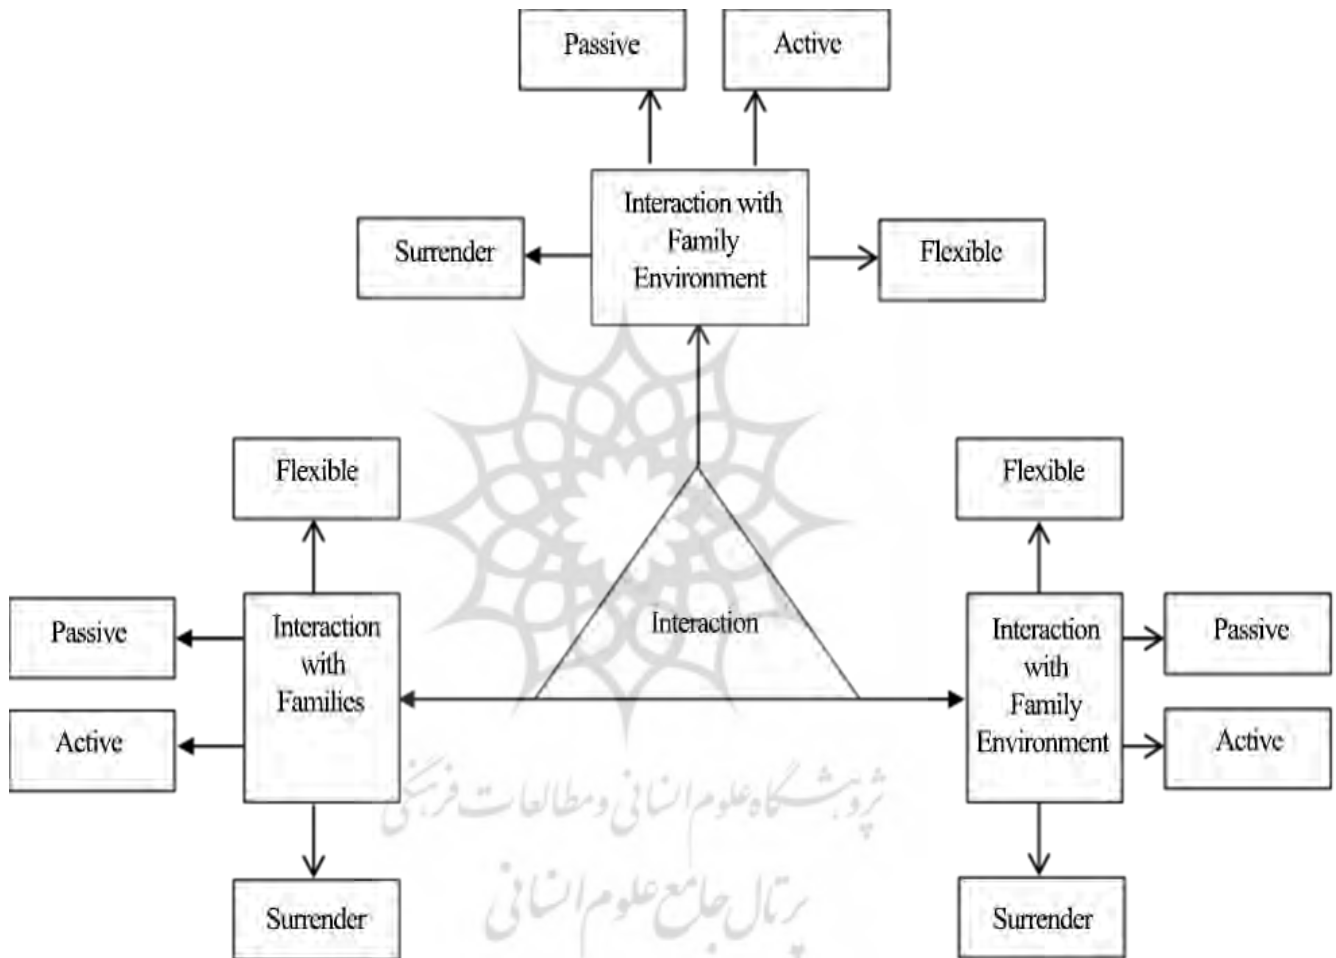 Passive
Active
Interaction with
Family
Environment
Surrender
Flexible
Flexible
Flexible
Passive
Interaction
with
Families
Active
Surrender
Interaction
Interaction
with
Family
Environment
Passive
Active
Surrender
پژوهشگاه علوم انسانی و مطالعات فرهنگی
پرتال جامع علوم انسانی